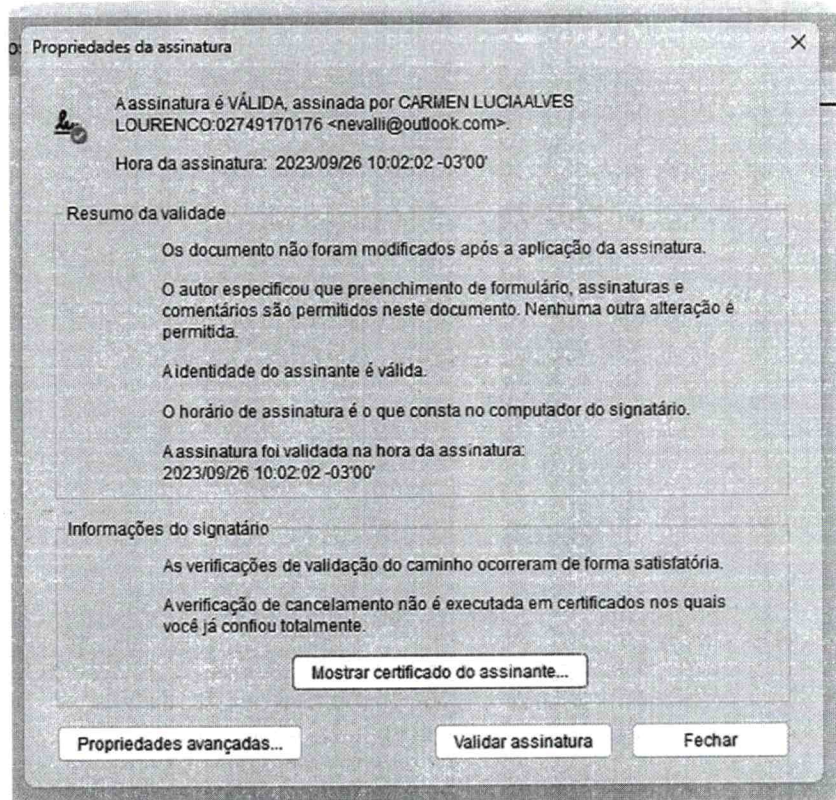 Propriedades da assinatura
A assinatura é VÁLIDA, assinada por CARMEN LUCIA ALVES
LOURENCO:02749170176 <nevalli@outlook.com>.
Hora da assinatura: 2023/09/26 10:02:02 -03'00'
Resumo da validade
Os documento não foram modificados após a aplicação da assinatura.
O autor especificou que preenchimento de formulário, assinaturas e
comentários são permitidos neste documento. Nenhuma outra alteração é
permitida.
A identidade do assinante é válida.
O horário de assinatura é o que consta no computador do signatário.
A assinatura foi validada na hora da assinatura:
2023/09/26 10:02:02 -03'00'
Informações do signatário
As verificações de validação do caminho ocorreram de forma satisfatória.
A verificação de cancelamento não é executada em certificados nos quais
você já confiou totalmente.
Mostrar certificado do assinante...
Propriedades avançadas...
Validar assinatura
Fechar